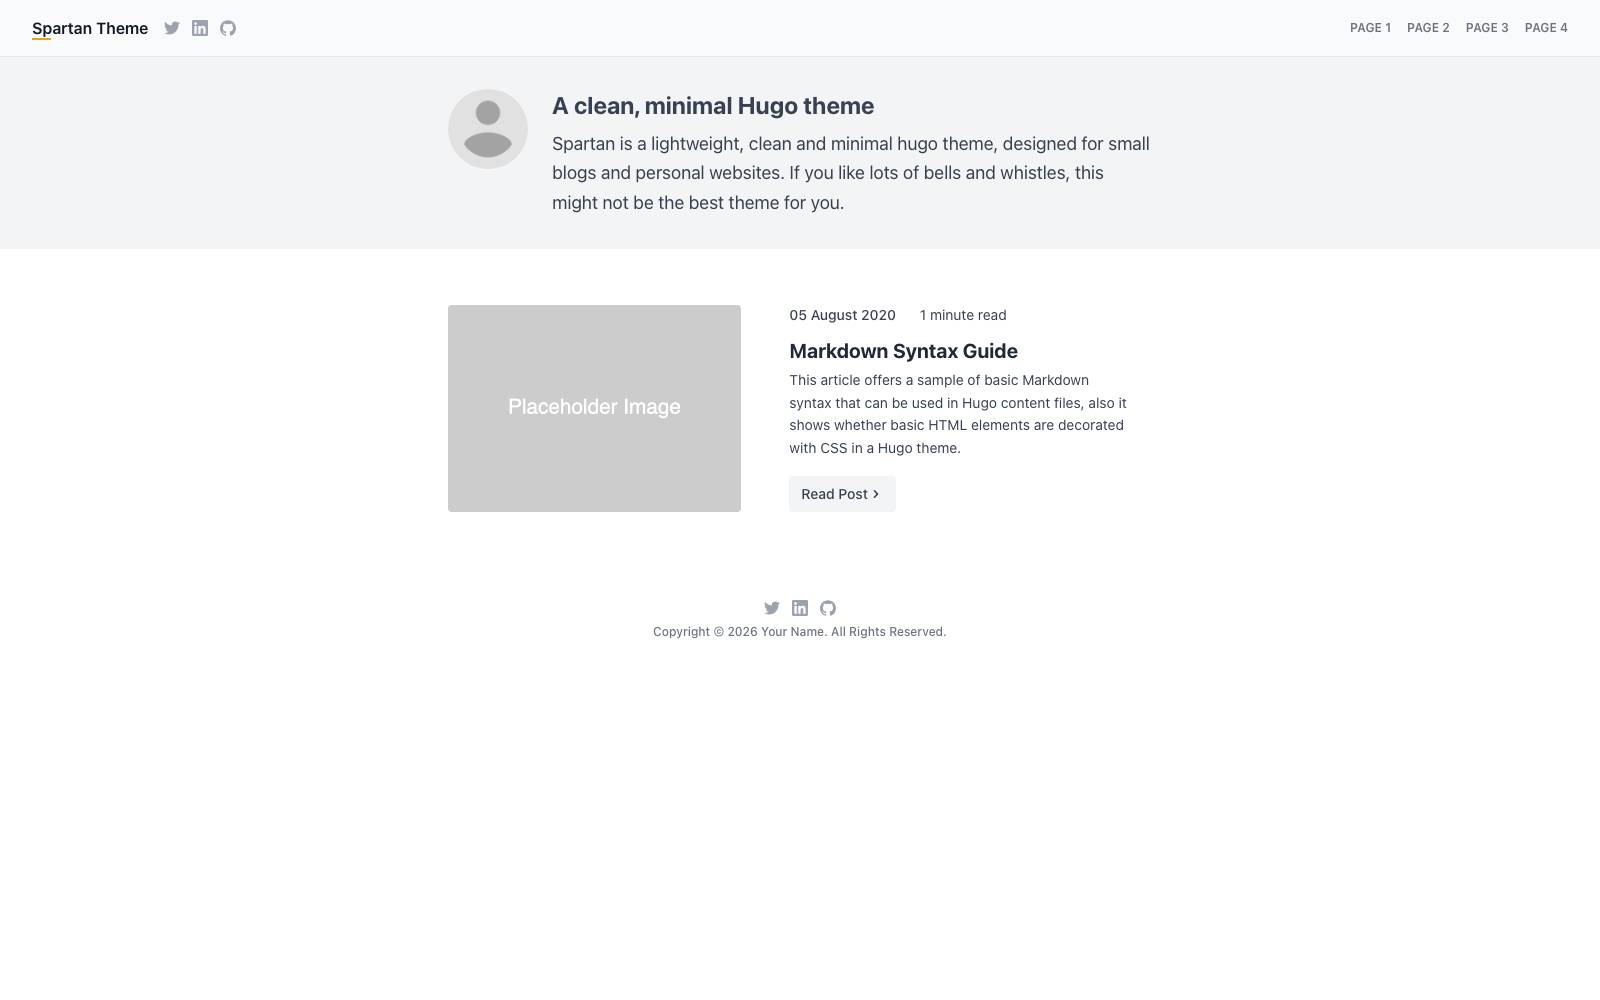 Spartan Theme
PAGE 1 PAGE 2 PAGE 3 PAGE 4
A clean, minimal Hugo theme
Spartan is a lightweight, clean and minimal hugo theme, designed for small
blogs and personal websites. If you like lots of bells and whistles, this
might not be the best theme for you.
Placeholder Image
05 August 2020 1 minute read
Markdown Syntax Guide
This article offers a sample of basic Markdown
syntax that can be used in Hugo content files, also it
shows whether basic HTML elements are decorated
with CSS in a Hugo theme.
Read Post
Copyright © 2026 Your Name. All Rights Reserved.